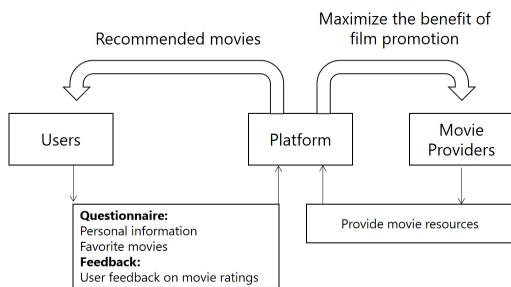 Maximize the benefit of
film promotion
Recommended movies
Users
Platform
Movie
Providers
Questionnaire:
Personal information
Favorite movies
Feedback:
User feedback on movie ratings
Provide movie resources